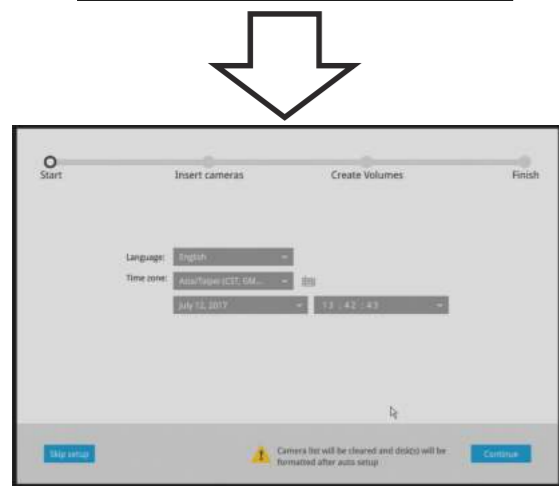 Start Insert cameras Create Volumes Finish
Language: English
Time zone: Asia/Taipei (CST, GM...
July 12, 2017 13 : 42 : 43
Skip setup
Camera list will be cleared and disk(s) will be
formatted after auto setup
Continue